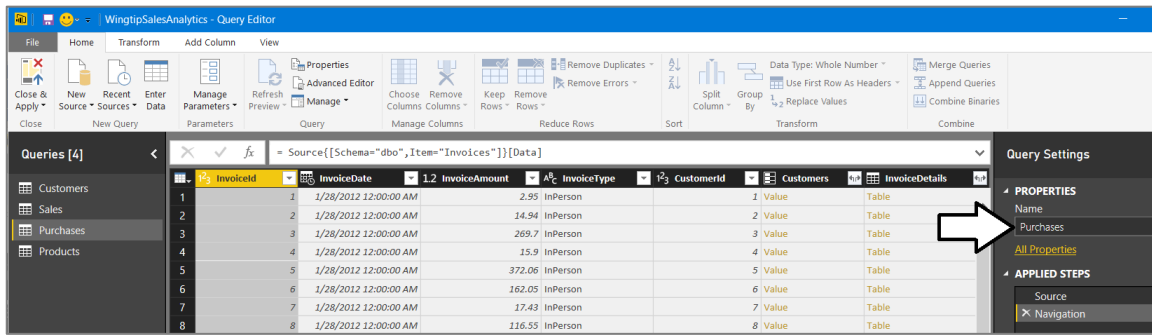 WingtipSalesAnalytics - Query Editor
File Home Transform Add Column View
Close & Apply
New Source
Recent Sources
Enter Data
Manage Parameters
Refresh Preview
Properties
Advanced Editor
Manage
Choose Columns
Remove Columns
Keep Rows
Remove Rows
Remove Duplicates
Remove Errors
Split Column
Group By
Data Type: Whole Number
Use First Row As Headers
Replace Values
Merge Queries
Append Queries
Combine Binaries
Close New Query Parameters Query Manage Columns Reduce Rows Sort Transform Combine
Queries [4]
Customers
Sales
Purchases
Products
= Source{[Schema="dbo",Item="Invoices"]}[Data]
InvoiceId InvoiceDate 1.2 InvoiceAmount InvoiceType CustomerId Customers InvoiceDetails
1 1 1/28/2012 12:00:00 AM 2.95 InPerson 1 Value Table
2 2 1/28/2012 12:00:00 AM 14.94 InPerson 2 Value Table
3 3 1/28/2012 12:00:00 AM 269.7 InPerson 3 Value Table
4 4 1/28/2012 12:00:00 AM 15.9 InPerson 4 Value Table
5 5 1/28/2012 12:00:00 AM 372.06 InPerson 5 Value Table
6 6 1/28/2012 12:00:00 AM 162.05 InPerson 6 Value Table
7 7 1/28/2012 12:00:00 AM 17.43 InPerson 7 Value Table
8 8 1/28/2012 12:00:00 AM 116.55 InPerson 8 Value Table
Query Settings
PROPERTIES
Name
Purchases
All Properties
APPLIED STEPS
Source
Navigation